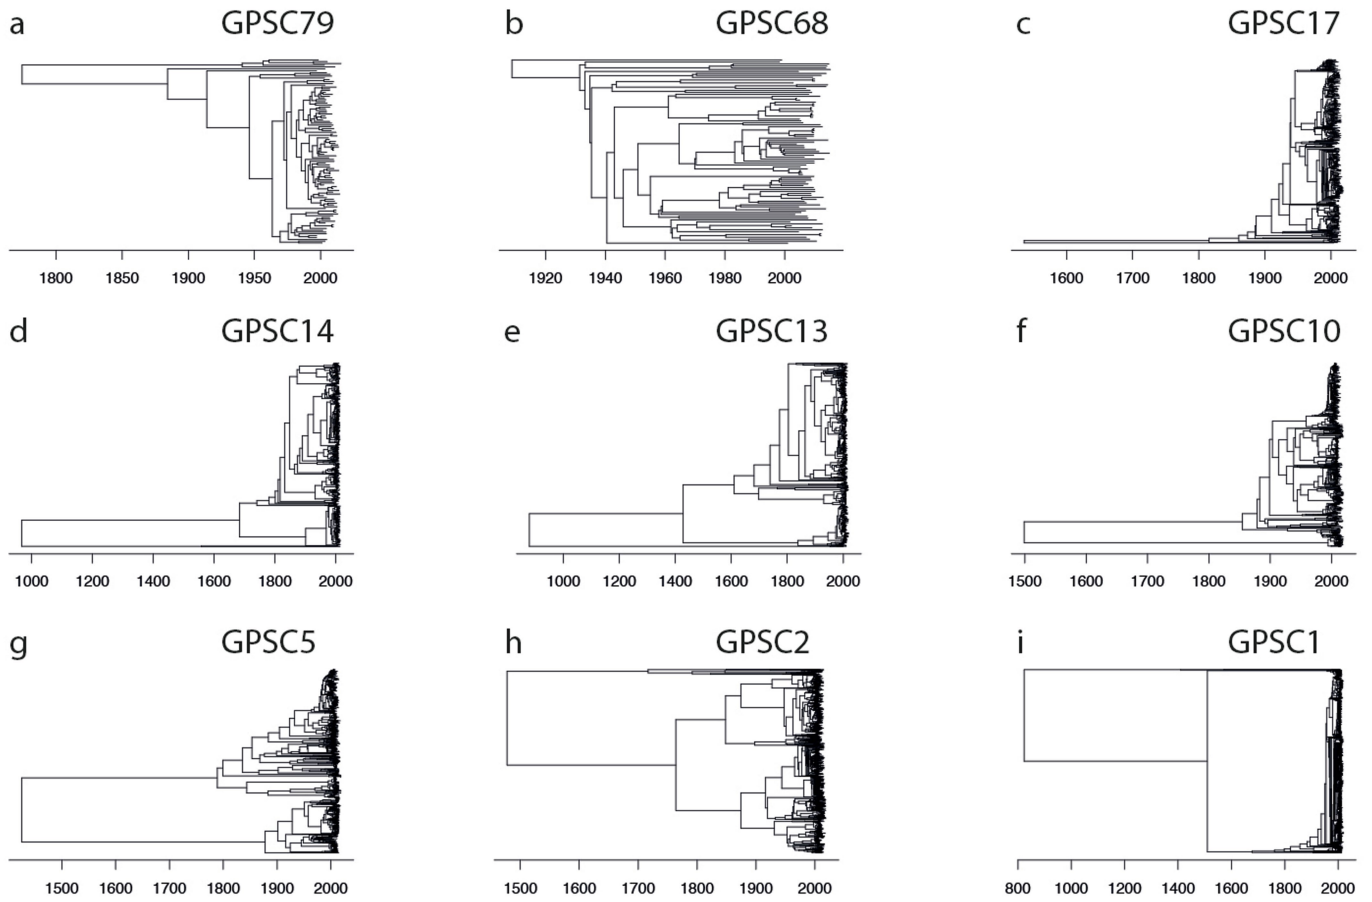 a GPSC79
b GPSC68
c GPSC17
1800 1850 1900 1950 2000
1920 1940 1960 1980 2000
1600 1700 1800 1900 2000
d GPSC14
e GPSC13
f GPSC10
1000 1200 1400 1600 1800 2000
1000 1200 1400 1600 1800 2000
1500 1600 1700 1800 1900 2000
g GPSC5
h GPSC2
i GPSC1
1500 1600 1700 1800 1900 2000
1500 1600 1700 1800 1900 2000
800 1000 1200 1400 1600 1800 2000